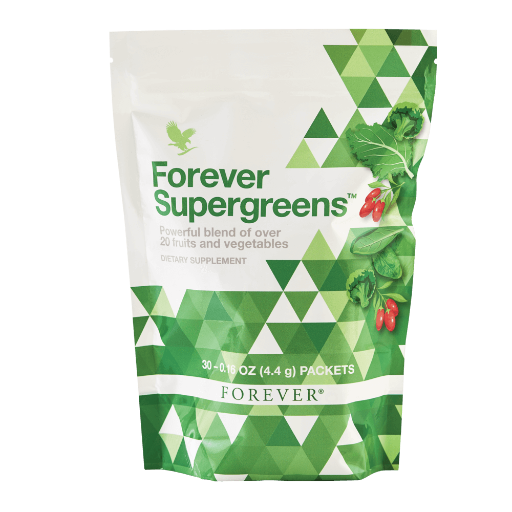 Forever
Supergreens™
Powerful blend of over
20 fruits and vegetables
DIETARY SUPPLEMENT
30 - 0.16 OZ (4.4 g) PACKETS
FOREVER®